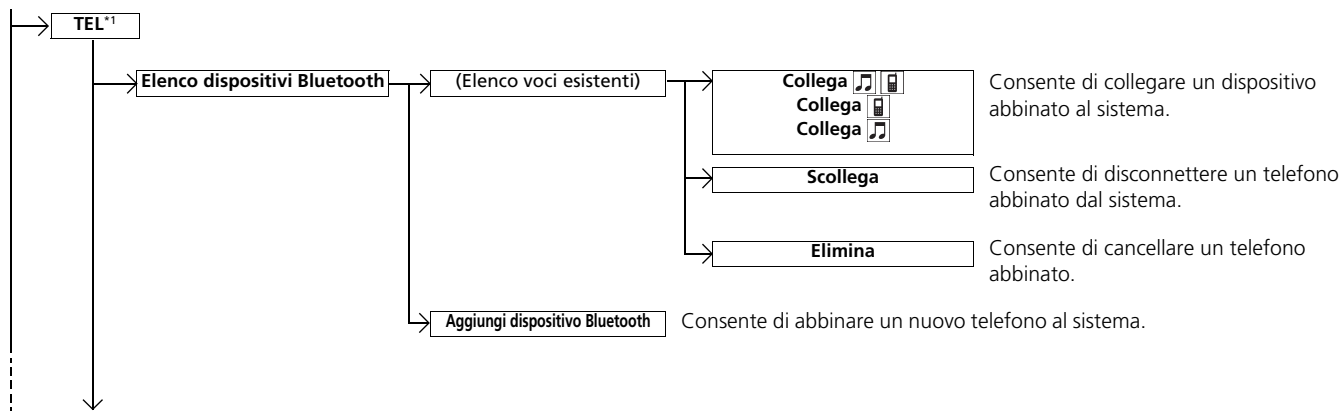 TEL*1
Elenco dispositivi Bluetooth
(Elenco voci esistenti)
Collega
Collega
Collega
Consente di collegare un dispositivo
abbinato al sistema.
Scollega
Consente di disconnettere un telefono
abbinato dal sistema.
Elimina
Consente di cancellare un telefono
abbinato.
Aggiungi dispositivo Bluetooth
Consente di abbinare un nuovo telefono al sistema.